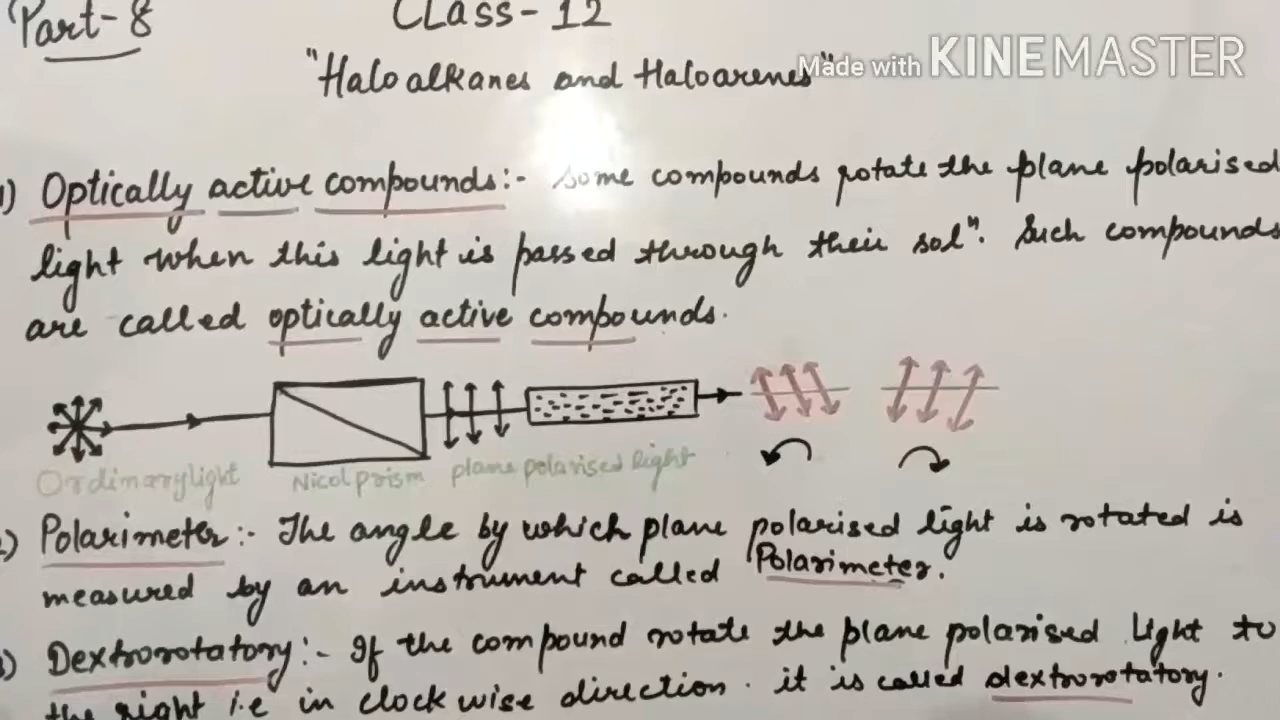 Part-8
CLass-12
"Haloalkanes and Haloarenes"
Made with KINEMASTER
1) Optically active compounds:- Some compounds rotate the plane polarised
light when this light is passed through their solⁿ. Such compounds
are called optically active compounds.
Ordinary light
Nicol prism
plane polarised light
2) Polarimeter:- The angle by which plane polarised light is rotated is
measured by an instrument called Polarimeter.
3) Dextrorotatory:- If the compound rotate the plane polarised light to
the right i.e in clock wise direction. it is called dextrorotatory.